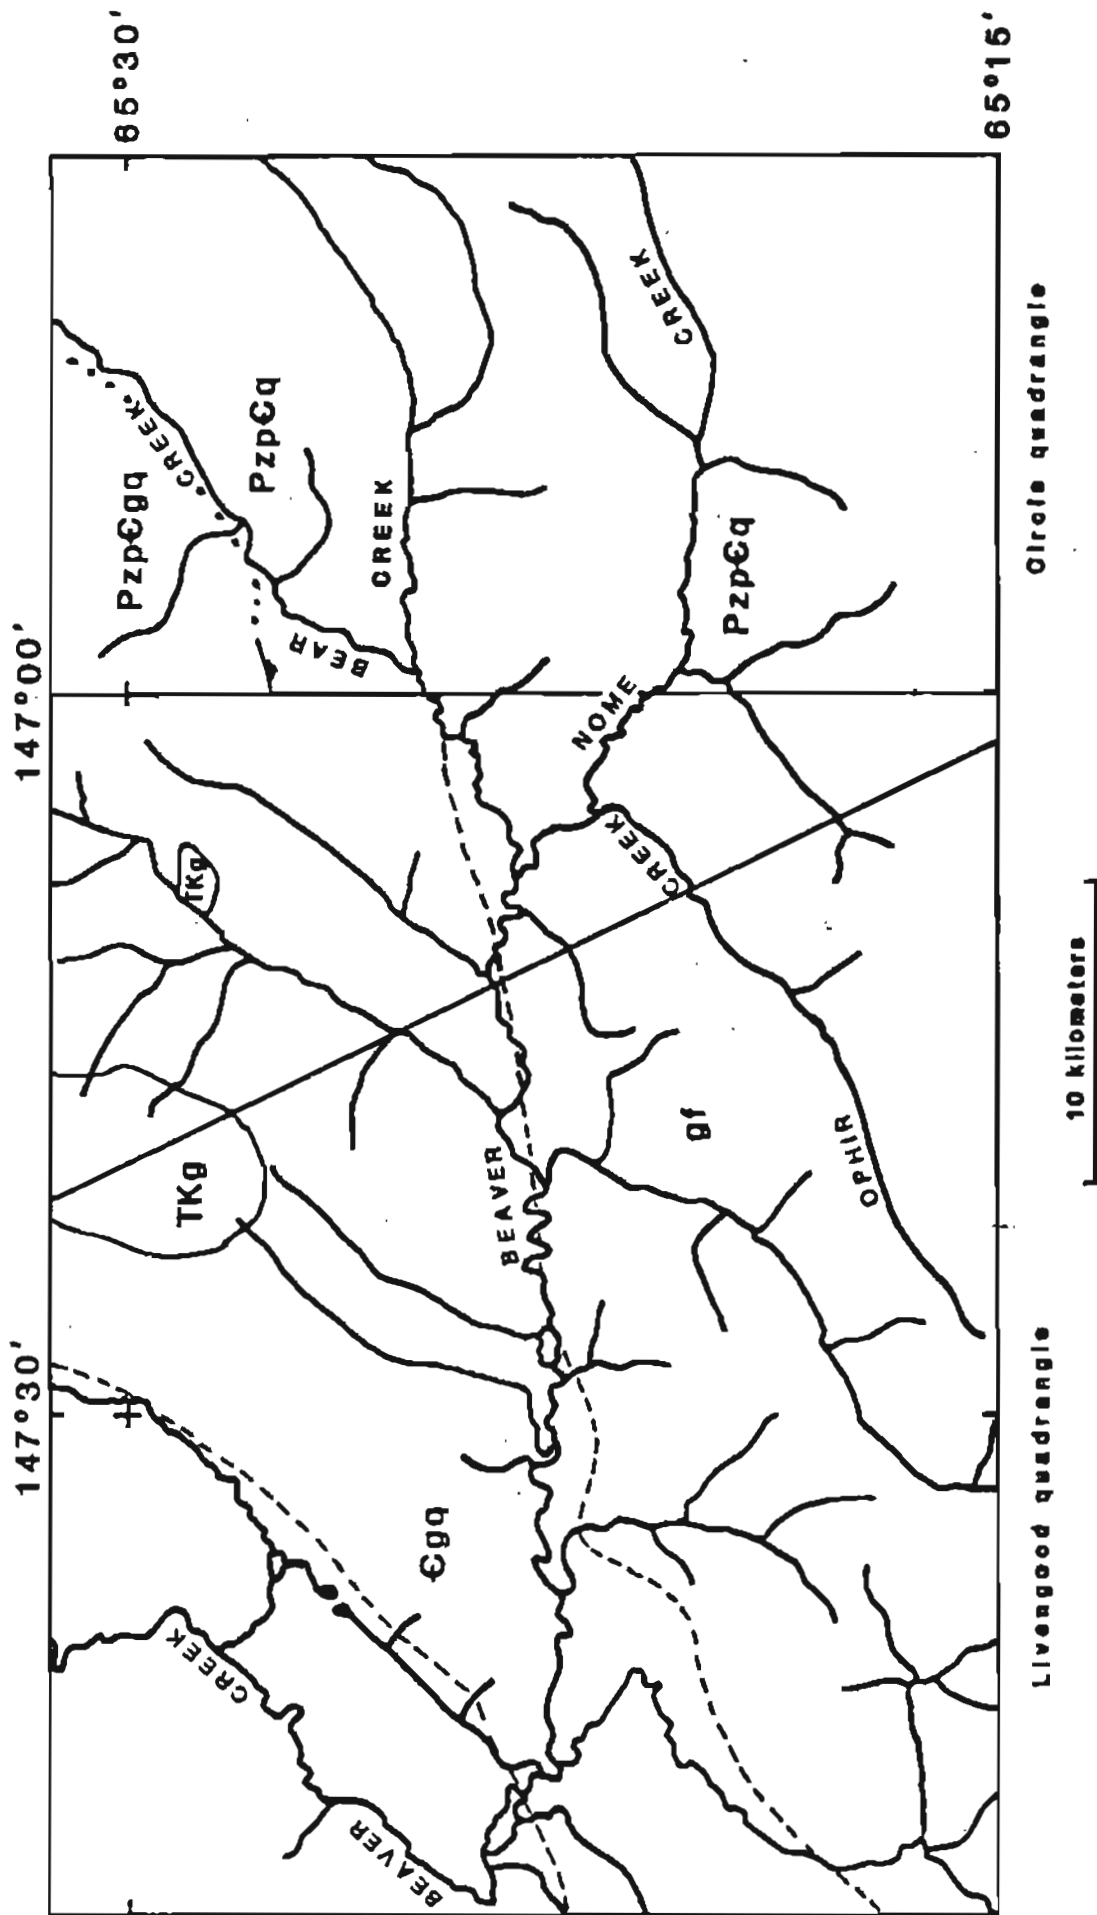 147°30'
147°00'
65°30'
65°15'
CREEK
BEAVER
Єgq
TKg
TKg
BEAVER
CREEK
BEAR
CREEK
PzpЄgq
PzpЄq
PzpЄq
NOME
CREEK
OPHIR
CREEK
gf
Livengood quadrangle
Circle quadrangle
10 kilometers